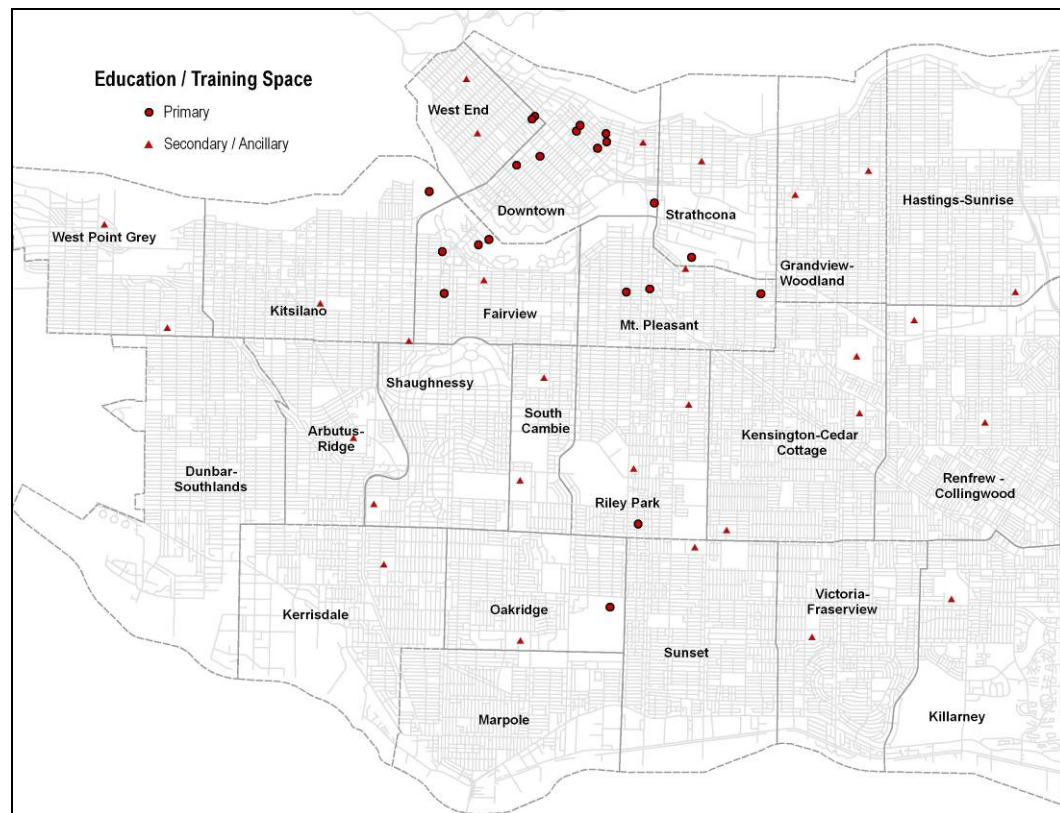 Education / Training Space
Primary
Secondary / Ancillary
West End
Downtown
Strathcona
Hastings-Sunrise
West Point Grey
Grandview-
Woodland
Kitsilano
Fairview
Mt. Pleasant
Shaughnessy
South
Cambie
Arbutus-
Ridge
Kensington-Cedar
Cottage
Dunbar-
Southlands
Riley Park
Renfrew -
Collingwood
Kerrisdale
Oakridge
Victoria-
Fraserview
Sunset
Marpole
Killarney